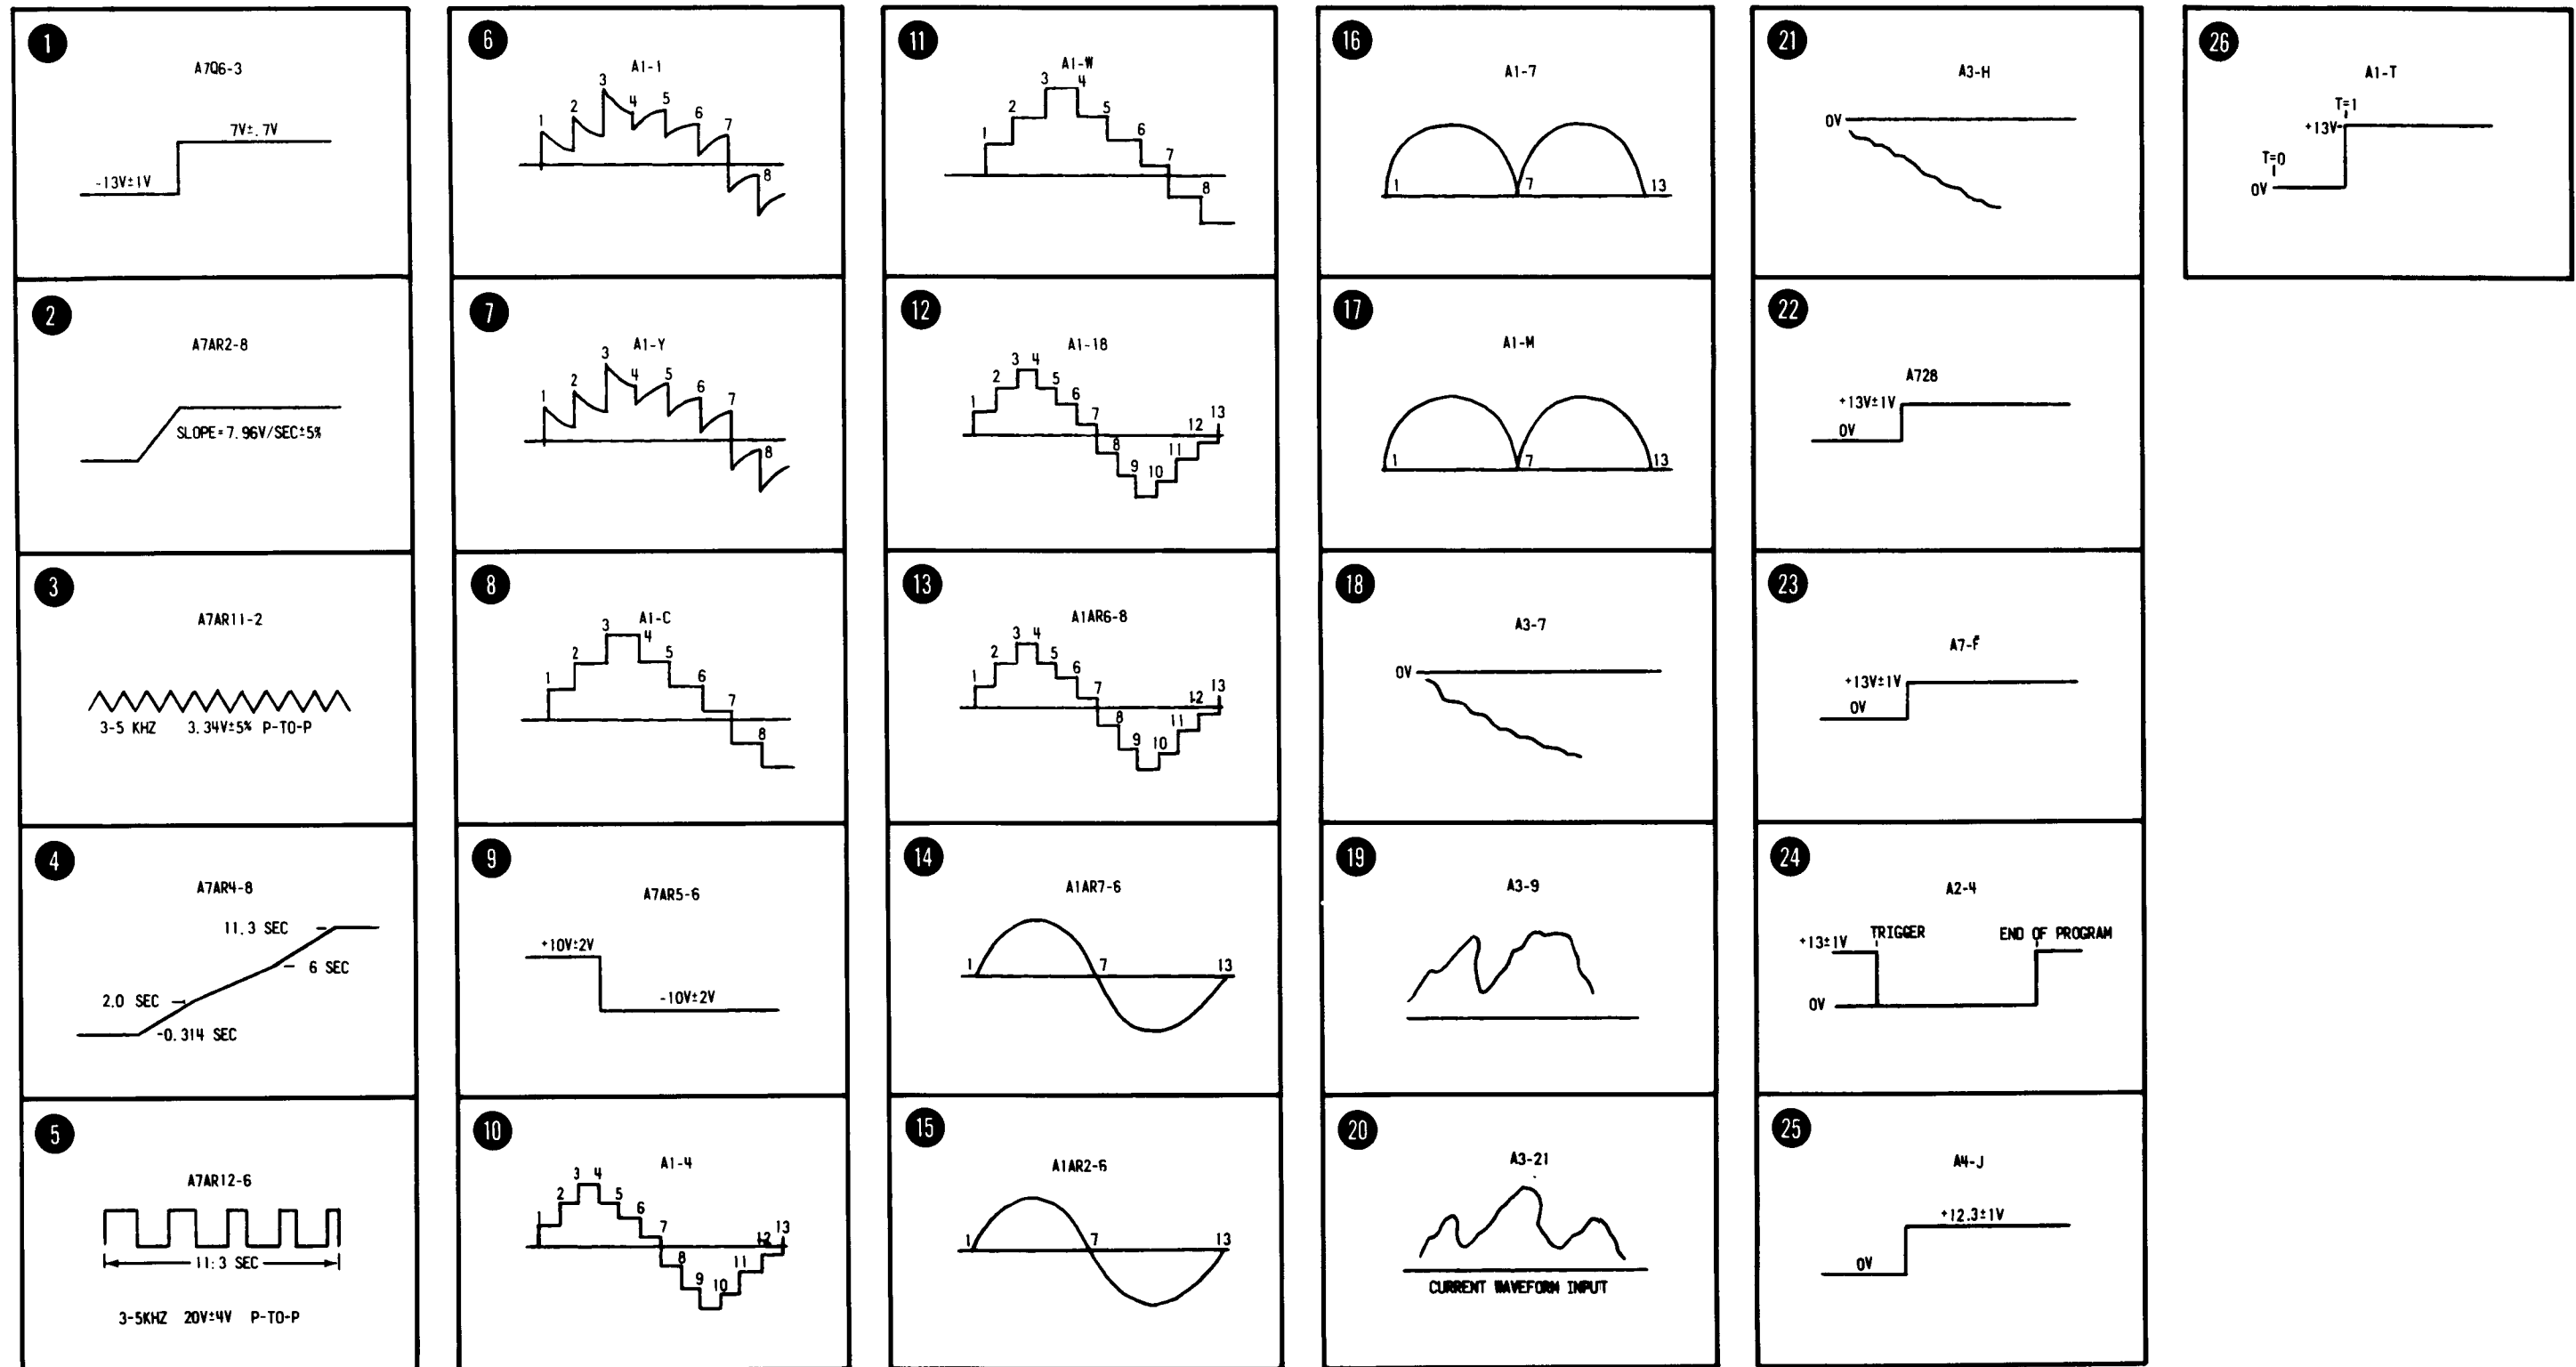 1
A7Q6-3
7V±.7V
-13V±1V
2
A7AR2-8
SLOPE=7.96V/SEC±5%
3
A7AR11-2
3-5 KHZ 3.34V±5% P-TO-P
4
A7AR4-8
11.3 SEC
6 SEC
2.0 SEC
-0.314 SEC
5
A7AR12-6
11.3 SEC
3-5KHZ 20V±4V P-TO-P
6
A1-1
1 2 3 4 5 6 7 8
7
A1-Y
1 2 3 4 5 6 7 8
8
A1-C
1 2 3 4 5 6 7 8
9
A7AR5-6
+10V±2V
-10V±2V
10
A1-4
1 2 3 4 5 6 7 8 9 10 11 12 13
11
A1-W
1 2 3 4 5 6 7 8
12
A1-18
1 2 3 4 5 6 7 8 9 10 11 12 13
13
A1AR6-8
1 2 3 4 5 6 7 8 9 10 11 12 13
14
A1AR7-6
1 7 13
15
A1AR2-6
1 7 13
16
A1-7
1 7 13
17
A1-M
1 7 13
18
A3-7
0V
19
A3-9
20
A3-21
CURRENT WAVEFORM INPUT
21
A3-H
0V
22
A728
+13V±1V
0V
23
A7-F
+13V±1V
0V
24
A2-4
+13±1V TRIGGER END OF PROGRAM
0V
25
A4-J
+12.3±1V
0V
26
A1-T
T=1
+13V
T=0
0V